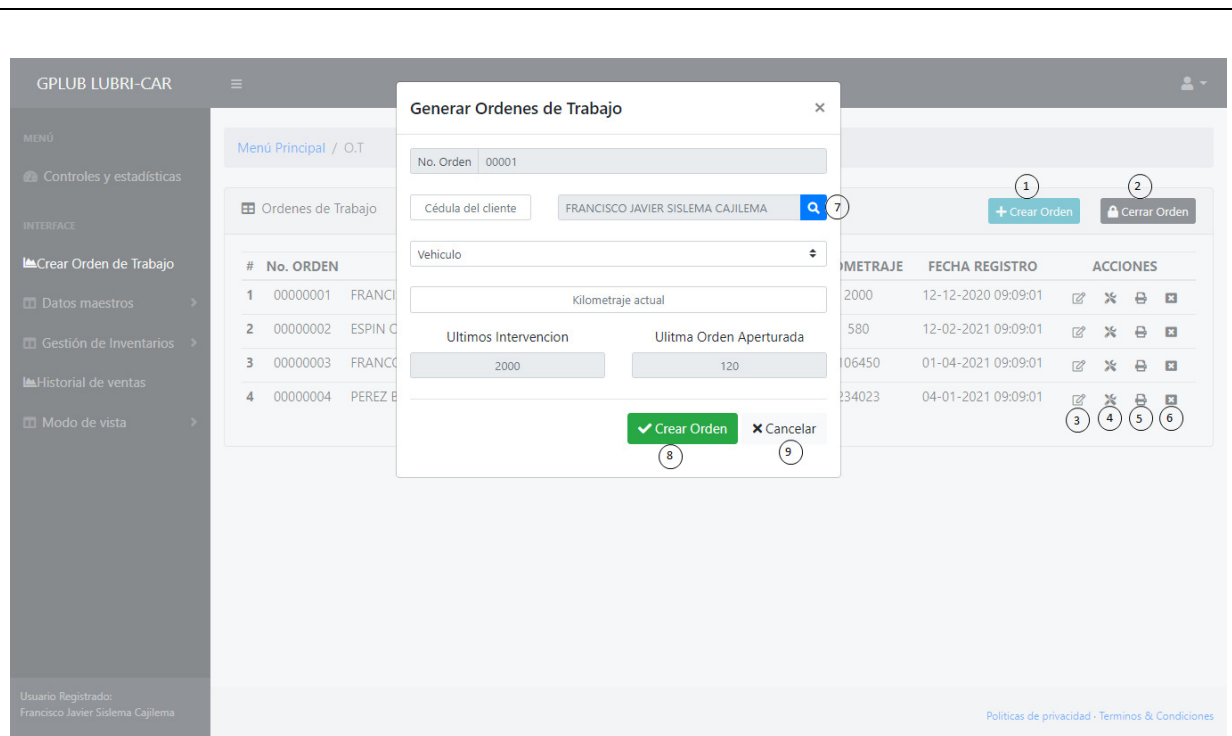 GPLUB LUBRI-CAR
MENÚ
Controles y estadísticas
INTERFACE
Crear Orden de Trabajo
Datos maestros
Gestión de Inventarios
Historial de ventas
Modo de vista
Usuario Registrado:
Francisco Javier Sislema Cajilema
Menú Principal / O.T
Ordenes de Trabajo
1
2
+ Crear Orden
Cerrar Orden
# No. ORDEN OMETRAJE FECHA REGISTRO ACCIONES
1 00000001 FRANCI 2000 12-12-2020 09:09:01
2 00000002 ESPIN 580 12-02-2021 09:09:01
3 00000003 FRANCO 106450 01-04-2021 09:09:01
4 00000004 PEREZ 234023 04-01-2021 09:09:01
3 4 5 6
Generar Ordenes de Trabajo ×
No. Orden 00001
Cédula del cliente FRANCISCO JAVIER SISLEMA CAJILEMA 7
Vehiculo
Kilometraje actual
Ultimos Intervencion Ulitma Orden Aperturada
2000 120
Crear Orden Cancelar
8 9
Politicas de privacidad · Terminos & Condiciones